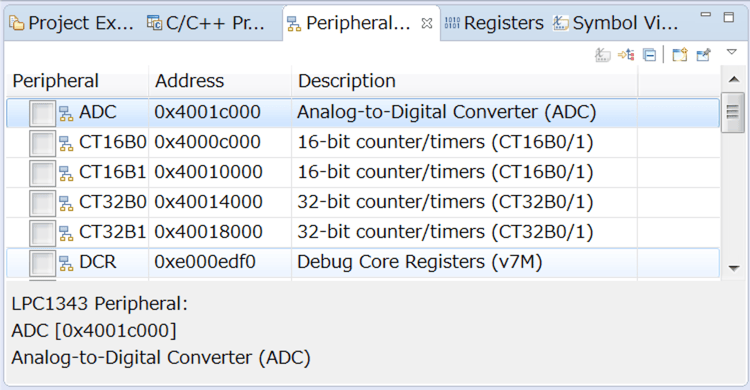 Project Ex... C/C++ Pr... Peripheral... Registers Symbol Vi...
Peripheral Address Description
ADC 0x4001c000 Analog-to-Digital Converter (ADC)
CT16B0 0x4000c000 16-bit counter/timers (CT16B0/1)
CT16B1 0x40010000 16-bit counter/timers (CT16B0/1)
CT32B0 0x40014000 32-bit counter/timers (CT32B0/1)
CT32B1 0x40018000 32-bit counter/timers (CT32B0/1)
DCR 0xe000edf0 Debug Core Registers (v7M)
LPC1343 Peripheral:
ADC [0x4001c000]
Analog-to-Digital Converter (ADC)